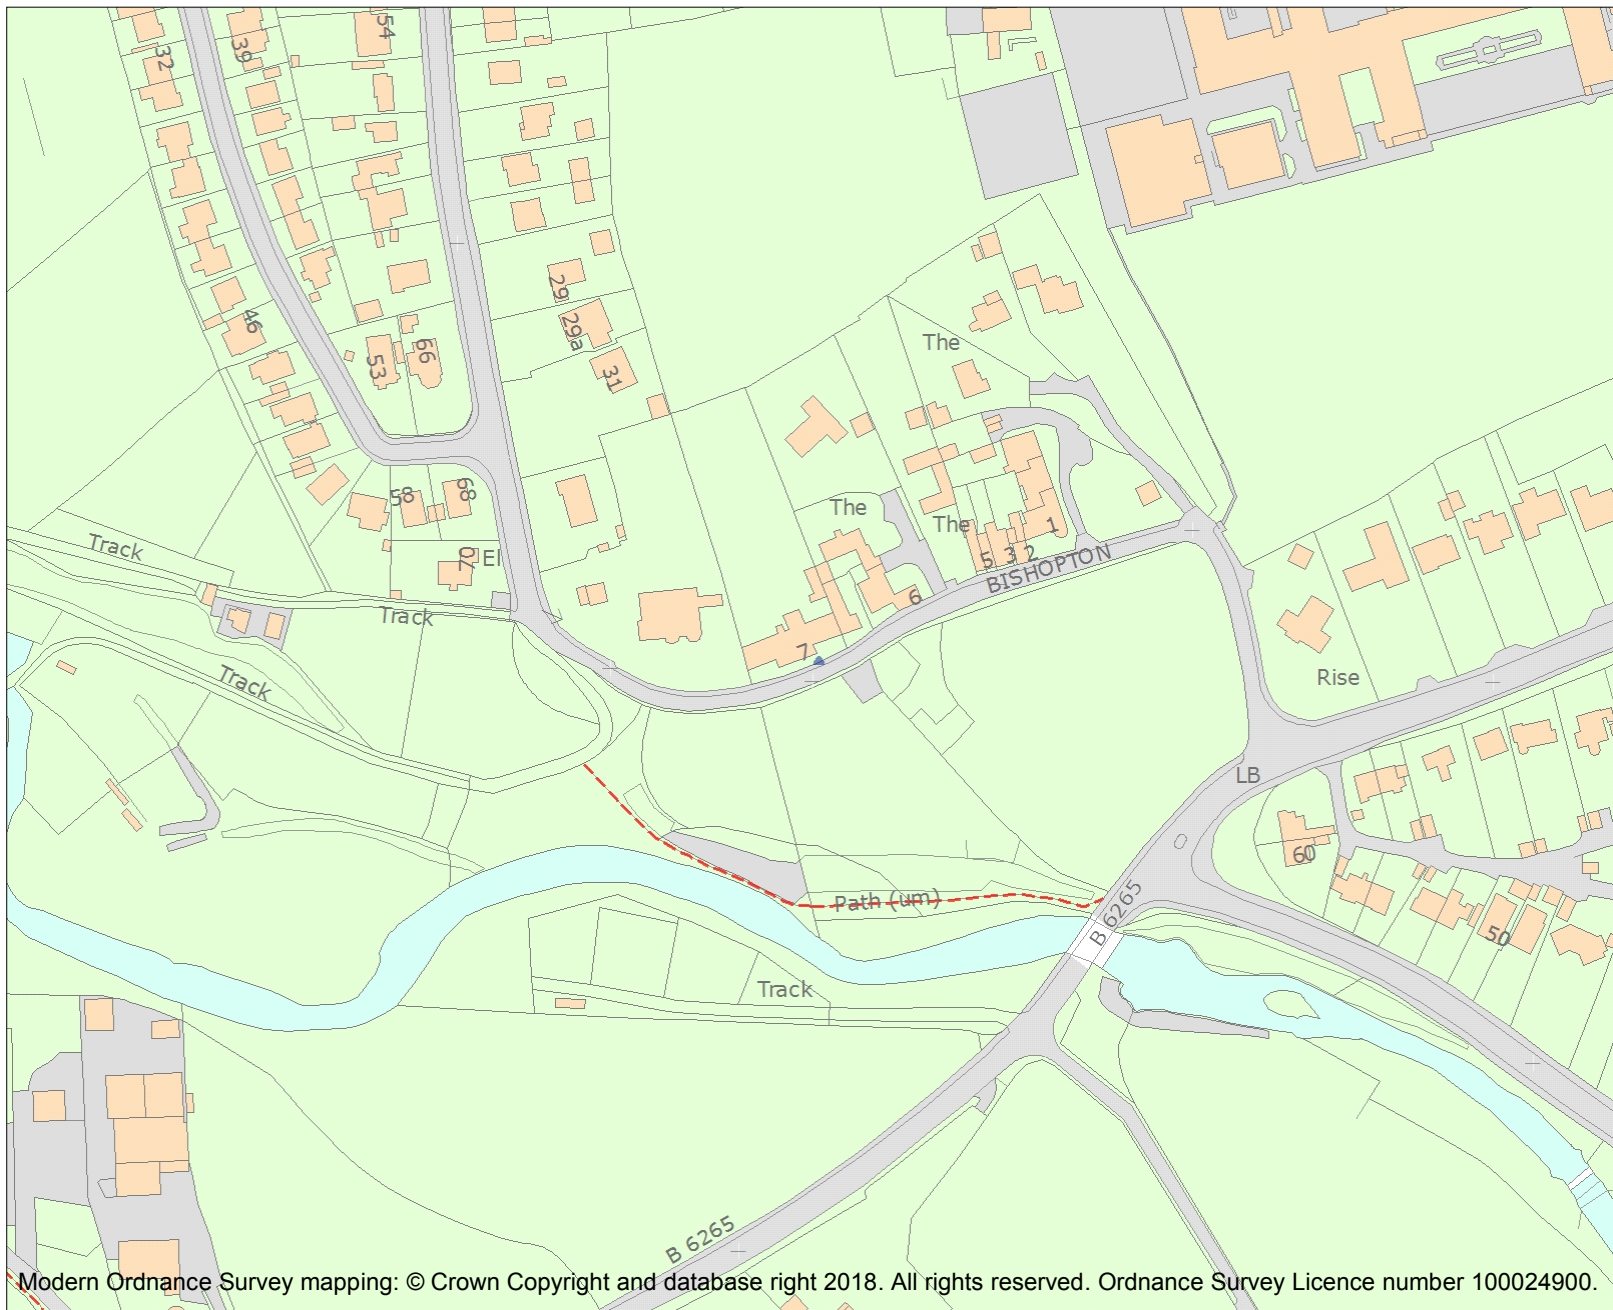 54
39
32
29
46
29a
The
66
53
31
68
58
The
The
1
Track
2
3
5
El
70
BISHOPTON
6
Track
7
Rise
Track
LB
60
Path (um)
B 6265
50
Track
B 6265
Modern Ordnance Survey mapping: © Crown Copyright and database right 2018. All rights reserved. Ordnance Survey Licence number 100024900.